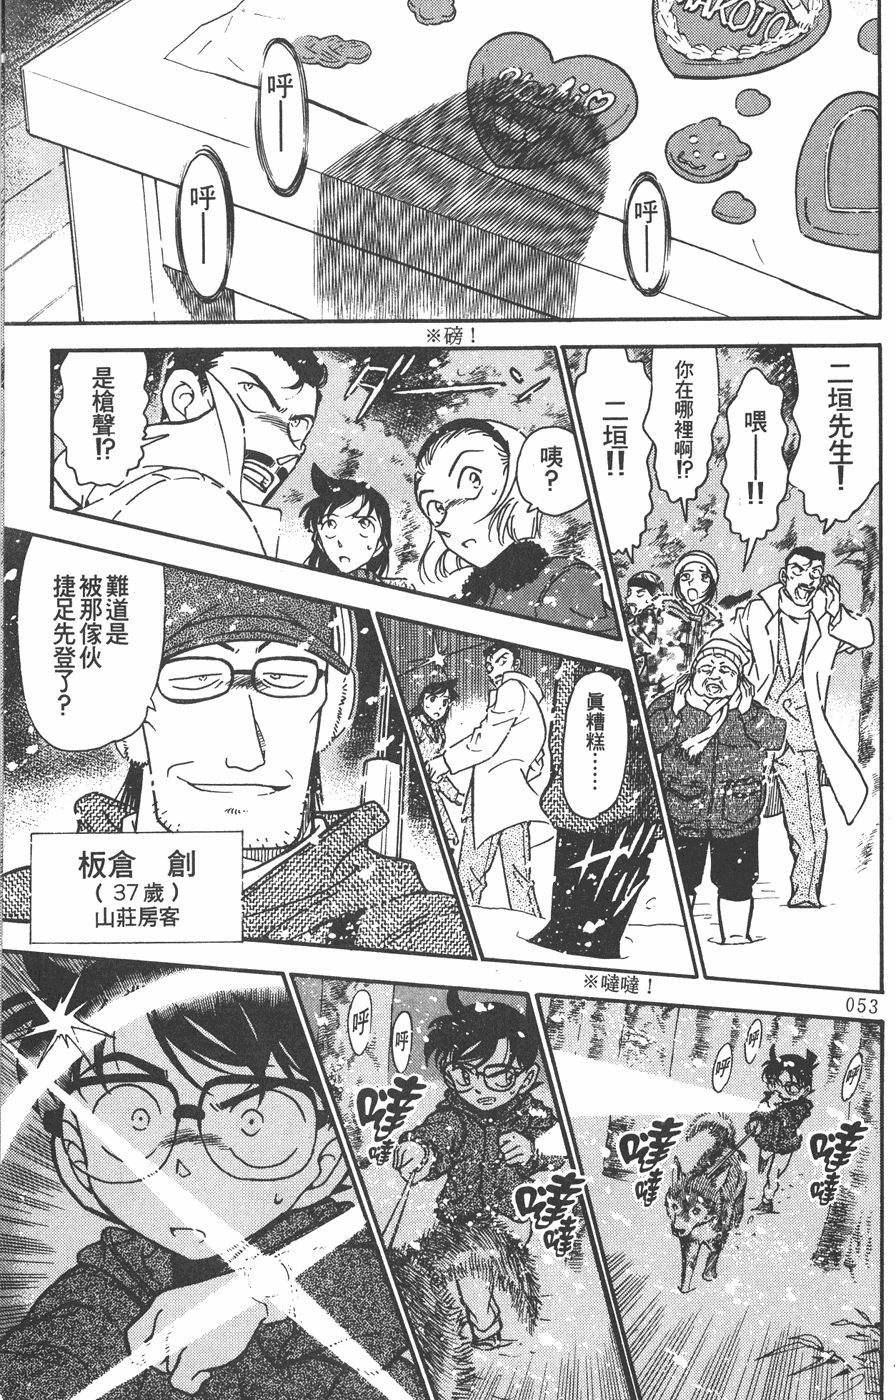 MAKOTO
呼——
呼——
呼——
※磅！
二垣先生！
喂——!!
你在哪裡啊!?
二垣!!
咦？
是槍聲!?
真糟糕……
難道是
被那傢伙
捷足先登了？
板倉　創
（37歲）
山莊房客
053
※噠噠！
呼
呼
呼
噠噠
噠噠
呼
呼
噠噠
噠噠